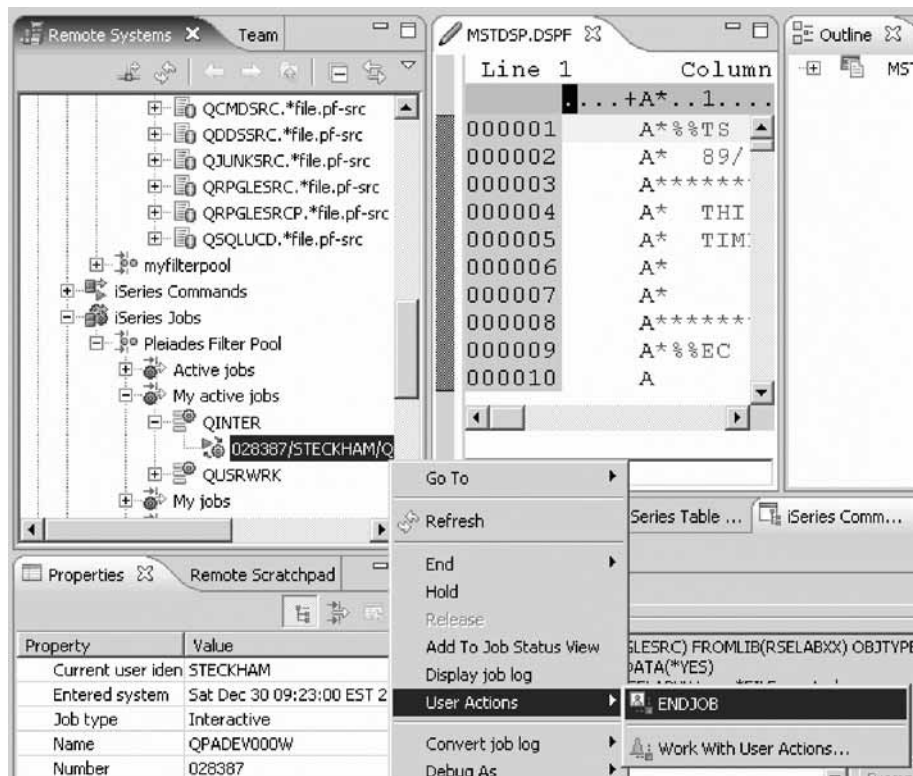 Remote Systems
Team
QCMDSRC.*file.pf-src
QDDSSRC.*file.pf-src
QJUNKSRC.*file.pf-src
QRPGLESRC.*file.pf-src
QRPGLESRCP.*file.pf-src
QSQLUCD.*file.pf-src
myfilterpool
iSeries Commands
iSeries Jobs
Pleiades Filter Pool
Active jobs
My active jobs
QINTER
028387/STECKHAM/Q
QUSRWRK
My jobs
MSTDSP.DSPF
Line 1 Column
....+A*..1....
000001 A*%%TS
000002 A* 89/
000003 A*******
000004 A* THI
000005 A* TIM
000006 A*
000007 A*
000008 A*******
000009 A*%%EC
000010 A
Outline
MST
Series Table ...
iSeries Comm...
GLESRC) FROMLIB(RSELABXX) OBJTYPE
DATA(*YES)
Properties
Remote Scratchpad
Property Value
Current user iden STECKHAM
Entered system Sat Dec 30 09:23:00 EST 2
Job type Interactive
Name QPADEV000W
Number 028387
Go To
Refresh
End
Hold
Release
Add To Job Status View
Display job log
User Actions
Convert job log
Debug As
ENDJOB
Work With User Actions...